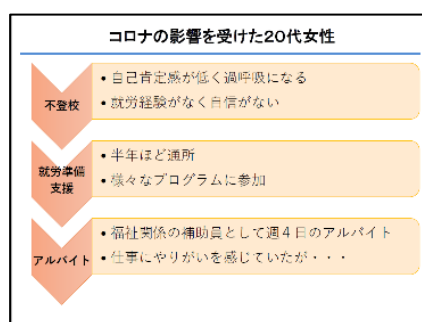 コロナの影響を受けた20代女性
不登校
• 自己肯定感が低く過呼吸になる
• 就労経験がなく自信がない
就労準備
支援
• 半年ほど通所
• 様々なプログラムに参加
アルバイト
• 福祉関係の補助員として週4日のアルバイト
• 仕事にやりがいを感じていたが・・・